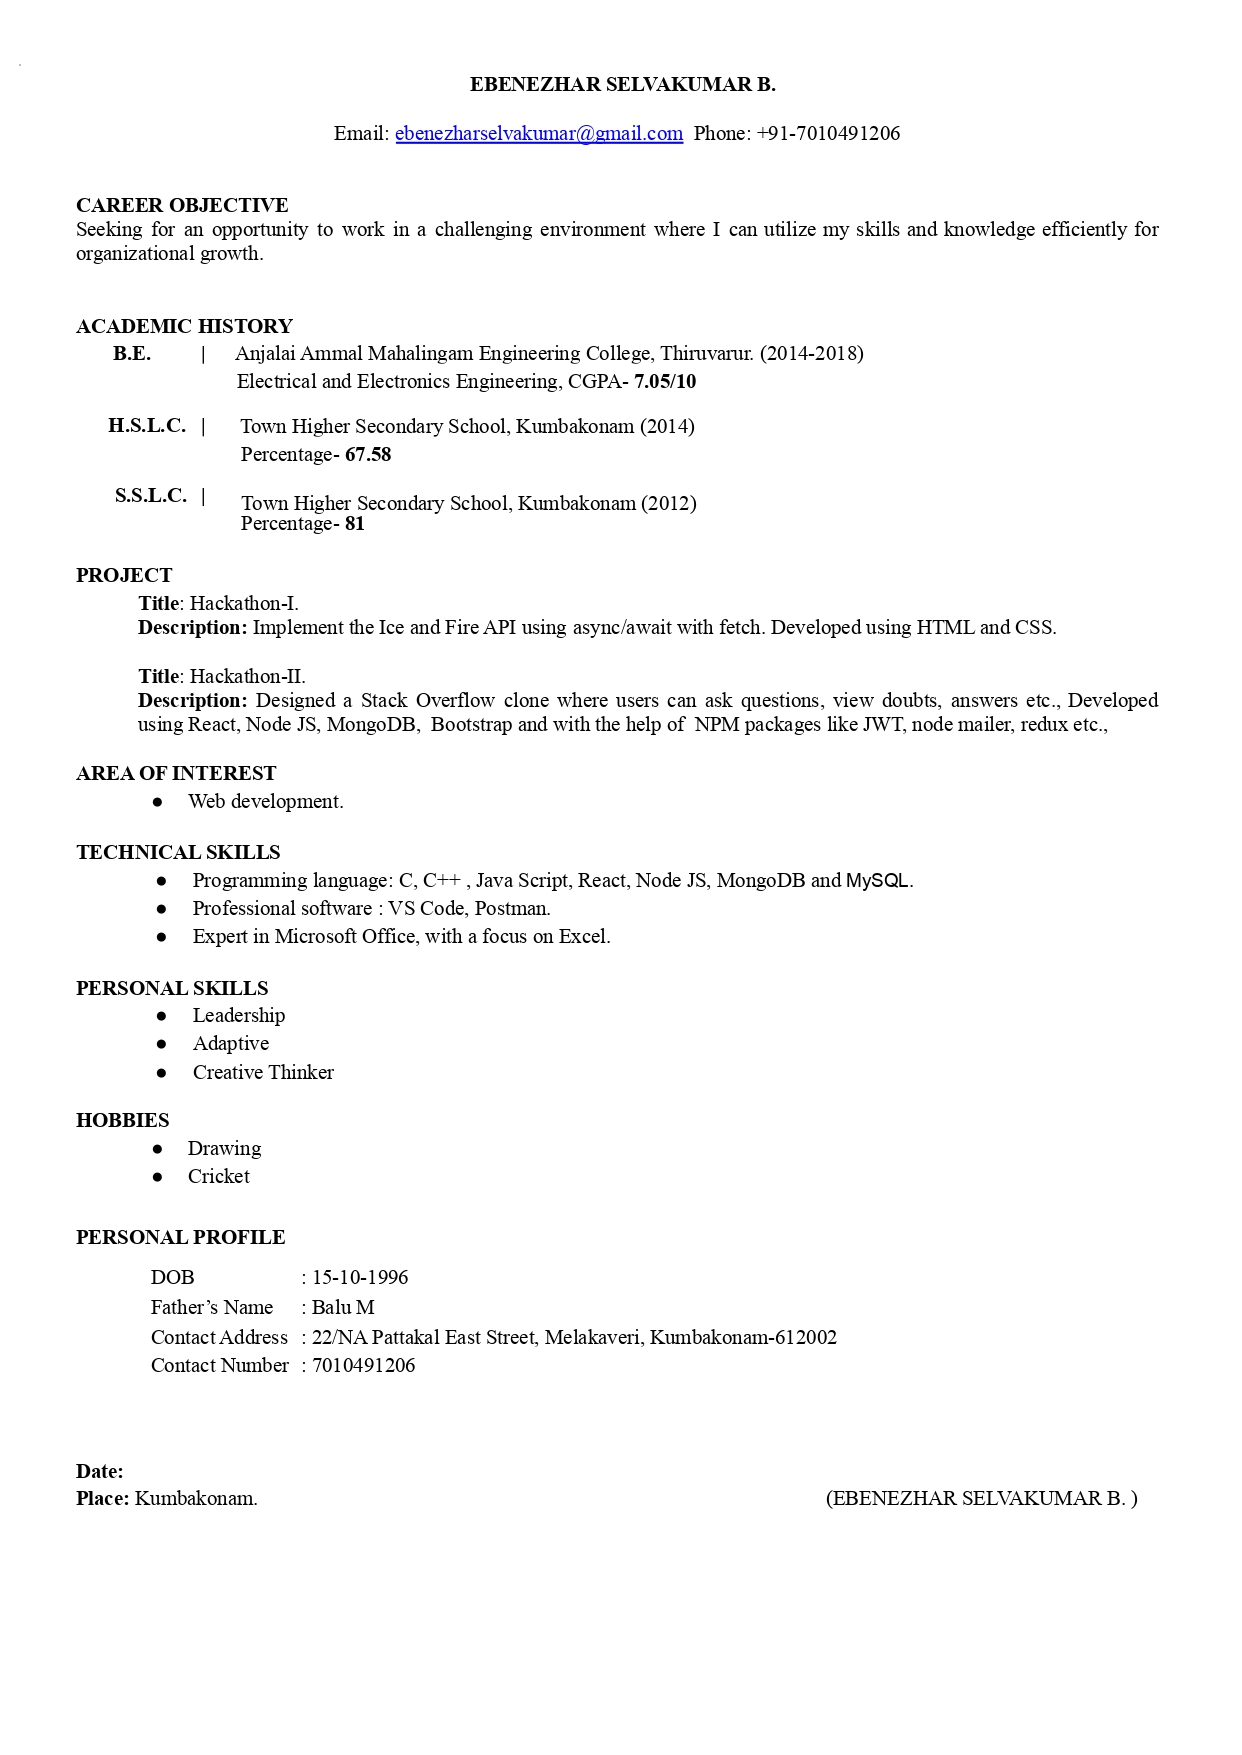 EBENEZHAR SELVAKUMAR B.
Email: ebenezharselvakumar@gmail.com Phone: +91-7010491206
CAREER OBJECTIVE
Seeking for an opportunity to work in a challenging environment where I can utilize my skills and knowledge efficiently for
organizational growth.
ACADEMIC HISTORY
B.E. | Anjalai Ammal Mahalingam Engineering College, Thiruvarur. (2014-2018)
Electrical and Electronics Engineering, CGPA- 7.05/10
H.S.L.C. | Town Higher Secondary School, Kumbakonam (2014)
Percentage- 67.58
S.S.L.C. | Town Higher Secondary School, Kumbakonam (2012)
Percentage- 81
PROJECT
Title: Hackathon-I.
Description: Implement the Ice and Fire API using async/await with fetch. Developed using HTML and CSS.
Title: Hackathon-II.
Description: Designed a Stack Overflow clone where users can ask questions, view doubts, answers etc., Developed
using React, Node JS, MongoDB, Bootstrap and with the help of NPM packages like JWT, node mailer, redux etc.,
AREA OF INTEREST
● Web development.
TECHNICAL SKILLS
● Programming language: C, C++ , Java Script, React, Node JS, MongoDB and MySQL.
● Professional software : VS Code, Postman.
● Expert in Microsoft Office, with a focus on Excel.
PERSONAL SKILLS
● Leadership
● Adaptive
● Creative Thinker
HOBBIES
● Drawing
● Cricket
PERSONAL PROFILE
DOB : 15-10-1996
Father’s Name : Balu M
Contact Address : 22/NA Pattakal East Street, Melakaveri, Kumbakonam-612002
Contact Number : 7010491206
Date:
Place: Kumbakonam. (EBENEZHAR SELVAKUMAR B. )